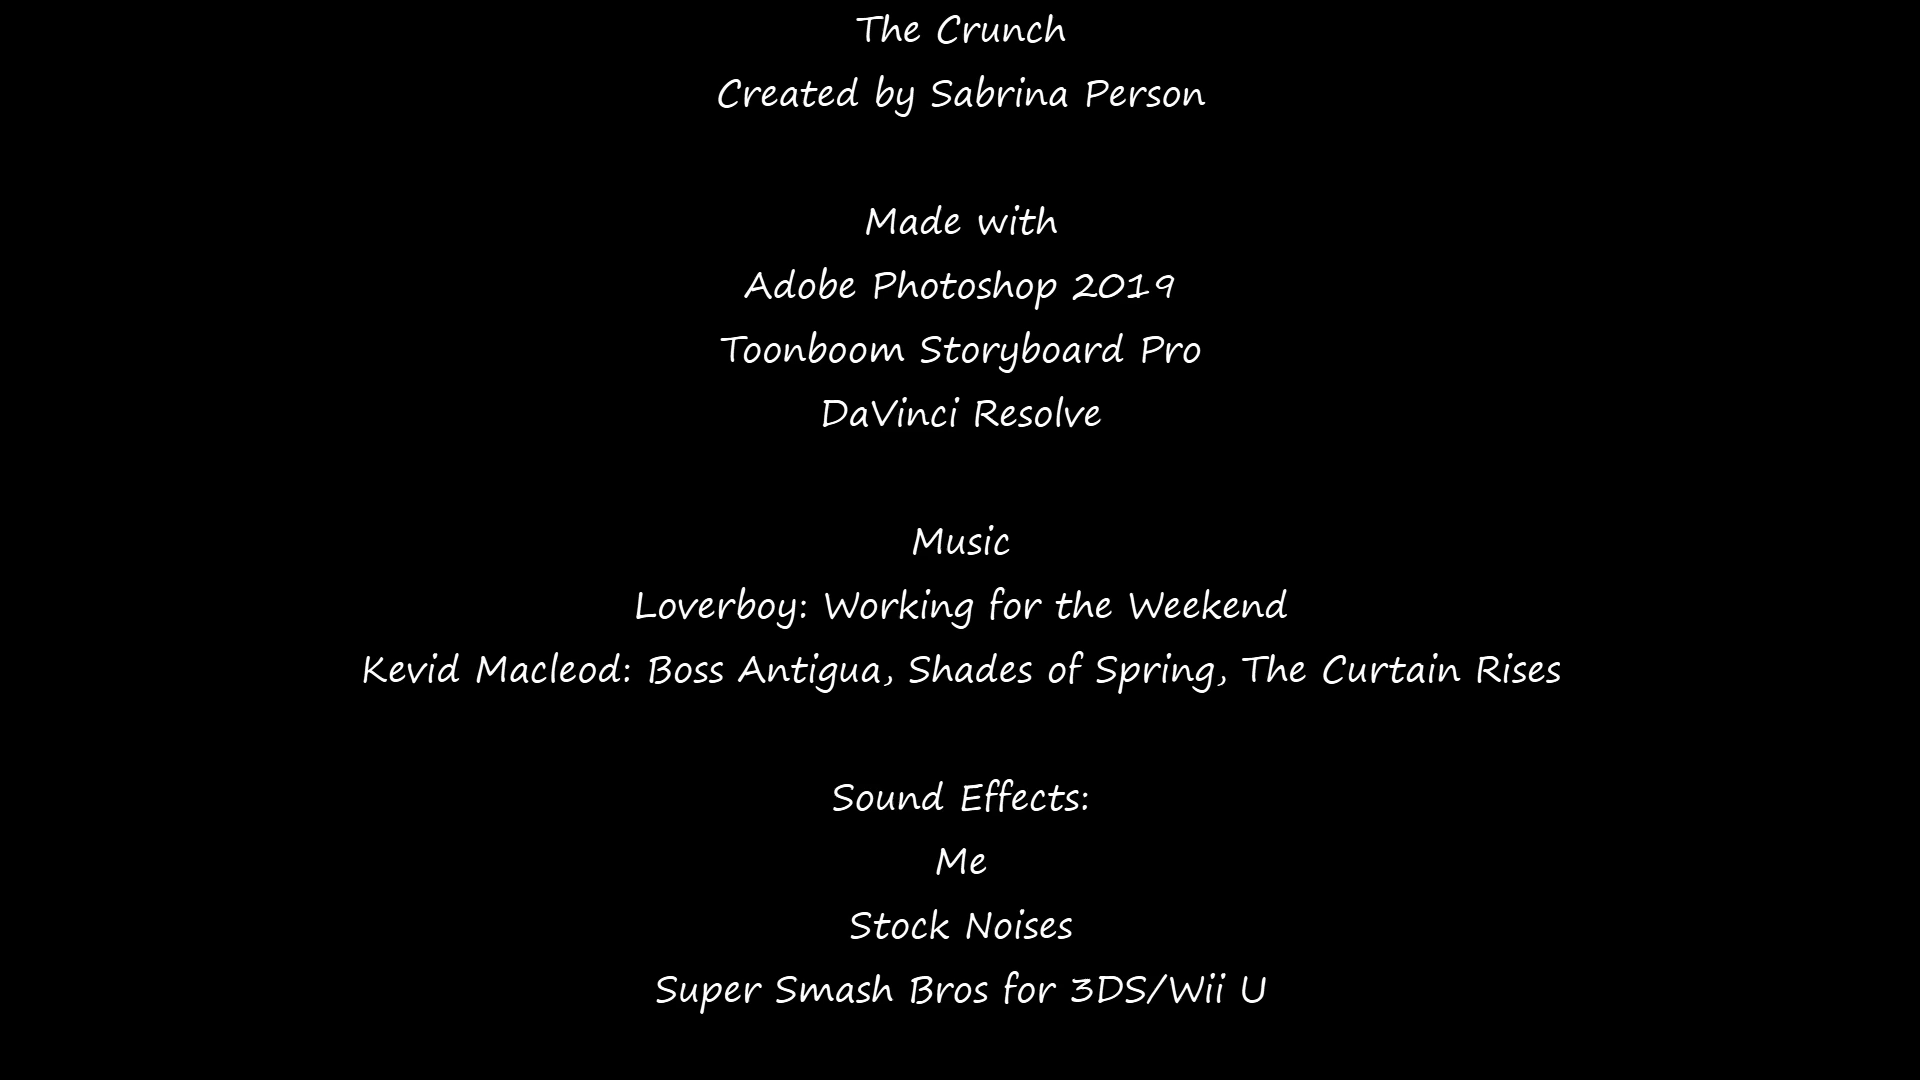 The Crunch
Created by Sabrina Person
Made with
Adobe Photoshop 2019
Toonboom Storyboard Pro
DaVinci Resolve
Music
Loverboy: Working for the Weekend
Kevid Macleod: Boss Antigua, Shades of Spring, The Curtain Rises
Sound Effects:
Me
Stock Noises
Super Smash Bros for 3DS/Wii U